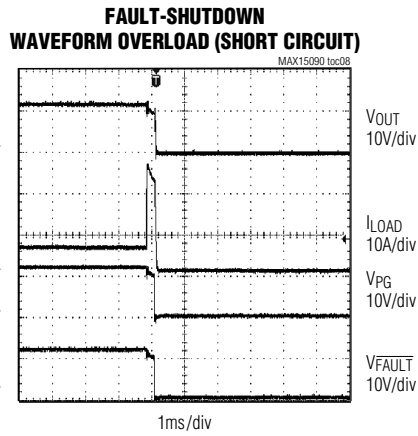 FAULT-SHUTDOWN
WAVEFORM OVERLOAD (SHORT CIRCUIT)
MAX15090 toc08
VOUT
10V/div
ILOAD
10A/div
VPG
10V/div
VFAULT
10V/div
1ms/div